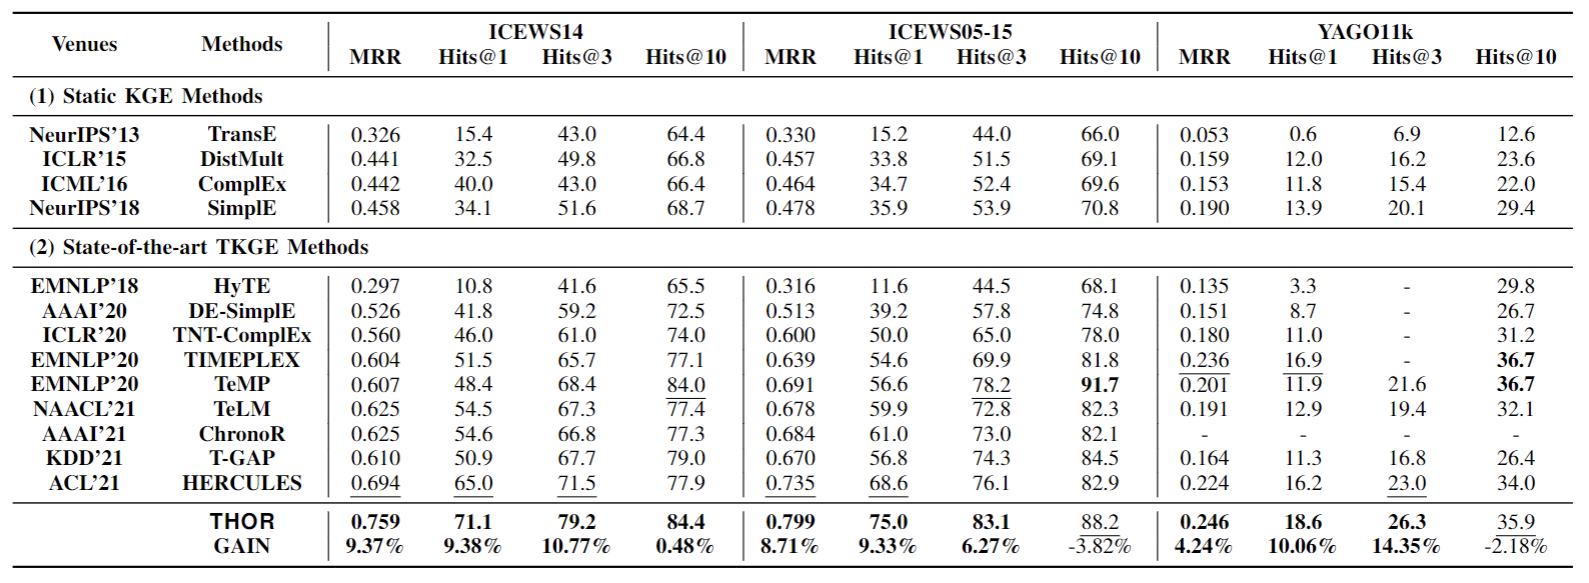 Venues Methods ICEWS14 ICEWS05-15 YAGO11k
MRR Hits@1 Hits@3 Hits@10 MRR Hits@1 Hits@3 Hits@10 MRR Hits@1 Hits@3 Hits@10
(1) Static KGE Methods
NeurIPS'13 TransE 0.326 15.4 43.0 64.4 0.330 15.2 44.0 66.0 0.053 0.6 6.9 12.6
ICLR'15 DistMult 0.441 32.5 49.8 66.8 0.457 33.8 51.5 69.1 0.159 12.0 16.2 23.6
ICML'16 ComplEx 0.442 40.0 43.0 66.4 0.464 34.7 52.4 69.6 0.153 11.8 15.4 22.0
NeurIPS'18 SimplE 0.458 34.1 51.6 68.7 0.478 35.9 53.9 70.8 0.190 13.9 20.1 29.4
(2) State-of-the-art TKGE Methods
EMNLP'18 HyTE 0.297 10.8 41.6 65.5 0.316 11.6 44.5 68.1 0.135 3.3 - 29.8
AAAI'20 DE-SimplE 0.526 41.8 59.2 72.5 0.513 39.2 57.8 74.8 0.151 8.7 - 26.7
ICLR'20 TNT-ComplEx 0.560 46.0 61.0 74.0 0.600 50.0 65.0 78.0 0.180 11.0 - 31.2
EMNLP'20 TIMEPLEX 0.604 51.5 65.7 77.1 0.639 54.6 69.9 81.8 0.236 16.9 - 36.7
EMNLP'20 TeMP 0.607 48.4 68.4 84.0 0.691 56.6 78.2 91.7 0.201 11.9 21.6 36.7
NAACL'21 TeLM 0.625 54.5 67.3 77.4 0.678 59.9 72.8 82.3 0.191 12.9 19.4 32.1
AAAI'21 ChronoR 0.625 54.6 66.8 77.3 0.684 61.0 73.0 82.1 - - - -
KDD'21 T-GAP 0.610 50.9 67.7 79.0 0.670 56.8 74.3 84.5 0.164 11.3 16.8 26.4
ACL'21 HERCULES 0.694 65.0 71.5 77.9 0.735 68.6 76.1 82.9 0.224 16.2 23.0 34.0
THOR 0.759 71.1 79.2 84.4 0.799 75.0 83.1 88.2 0.246 18.6 26.3 35.9
GAIN 9.37% 9.38% 10.77% 0.48% 8.71% 9.33% 6.27% -3.82% 4.24% 10.06% 14.35% -2.18%